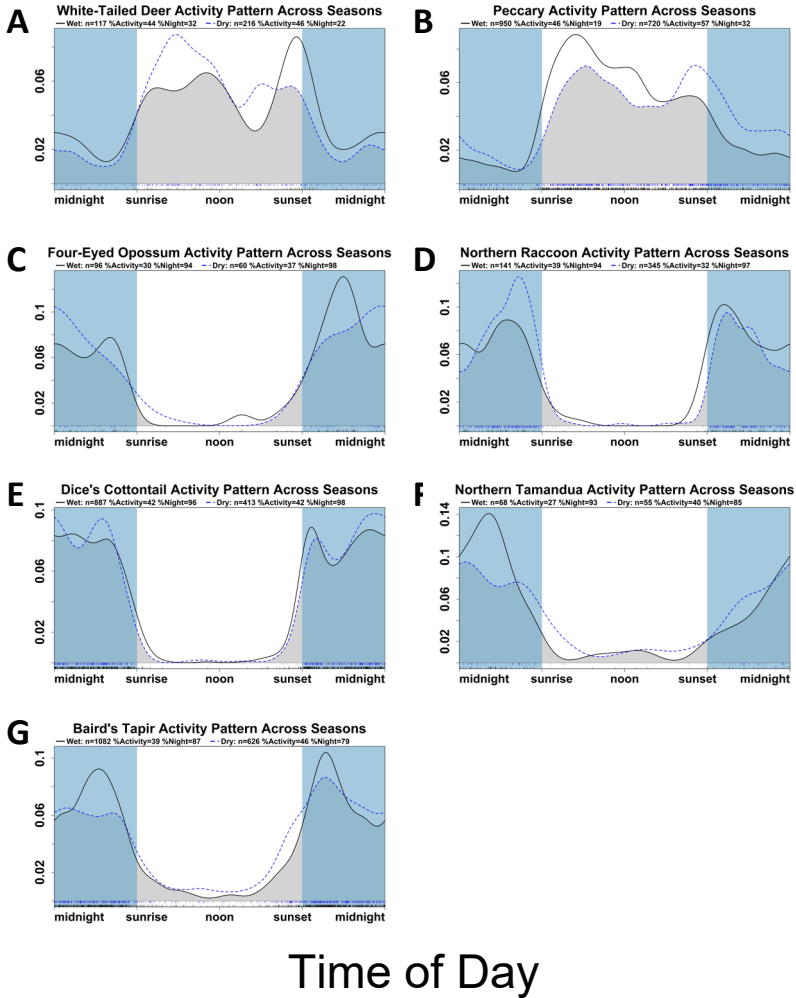 A
White-Tailed Deer Activity Pattern Across Seasons
Wet: n=117 %Activity=44 %Night=32 Dry: n=216 %Activity=46 %Night=22
0.06
0.02
midnight sunrise noon sunset midnight
B
Peccary Activity Pattern Across Seasons
Wet: n=950 %Activity=46 %Night=19 Dry: n=720 %Activity=57 %Night=32
0.06
0.02
midnight sunrise noon sunset midnight
C
Four-Eyed Opossum Activity Pattern Across Seasons
Wet: n=96 %Activity=30 %Night=94 Dry: n=60 %Activity=37 %Night=98
0.1
0.06
0.02
midnight sunrise noon sunset midnight
D
Northern Raccoon Activity Pattern Across Seasons
Wet: n=141 %Activity=39 %Night=94 Dry: n=345 %Activity=32 %Night=97
0.1
0.06
0.02
midnight sunrise noon sunset midnight
E
Dice's Cottontail Activity Pattern Across Seasons
Wet: n=887 %Activity=42 %Night=96 Dry: n=413 %Activity=42 %Night=98
0.1
0.06
0.02
midnight sunrise noon sunset midnight
F
Northern Tamandua Activity Pattern Across Seasons
Wet: n=68 %Activity=27 %Night=93 Dry: n=55 %Activity=40 %Night=85
0.14
0.1
0.06
0.02
midnight sunrise noon sunset midnight
G
Baird's Tapir Activity Pattern Across Seasons
Wet: n=1082 %Activity=39 %Night=87 Dry: n=626 %Activity=46 %Night=79
0.1
0.06
0.02
midnight sunrise noon sunset midnight
Time of Day